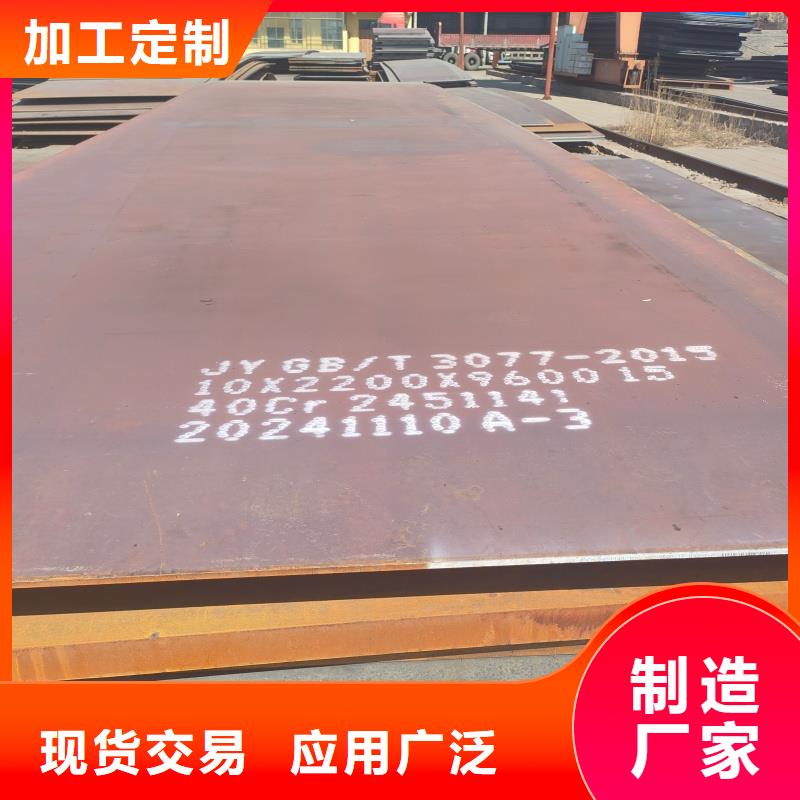 加工定制
JY GB/T 3077-2015
10X2200X9600 15
40Cr 2451141
20241110 A-3
制造
厂家
现货交易 应用广泛